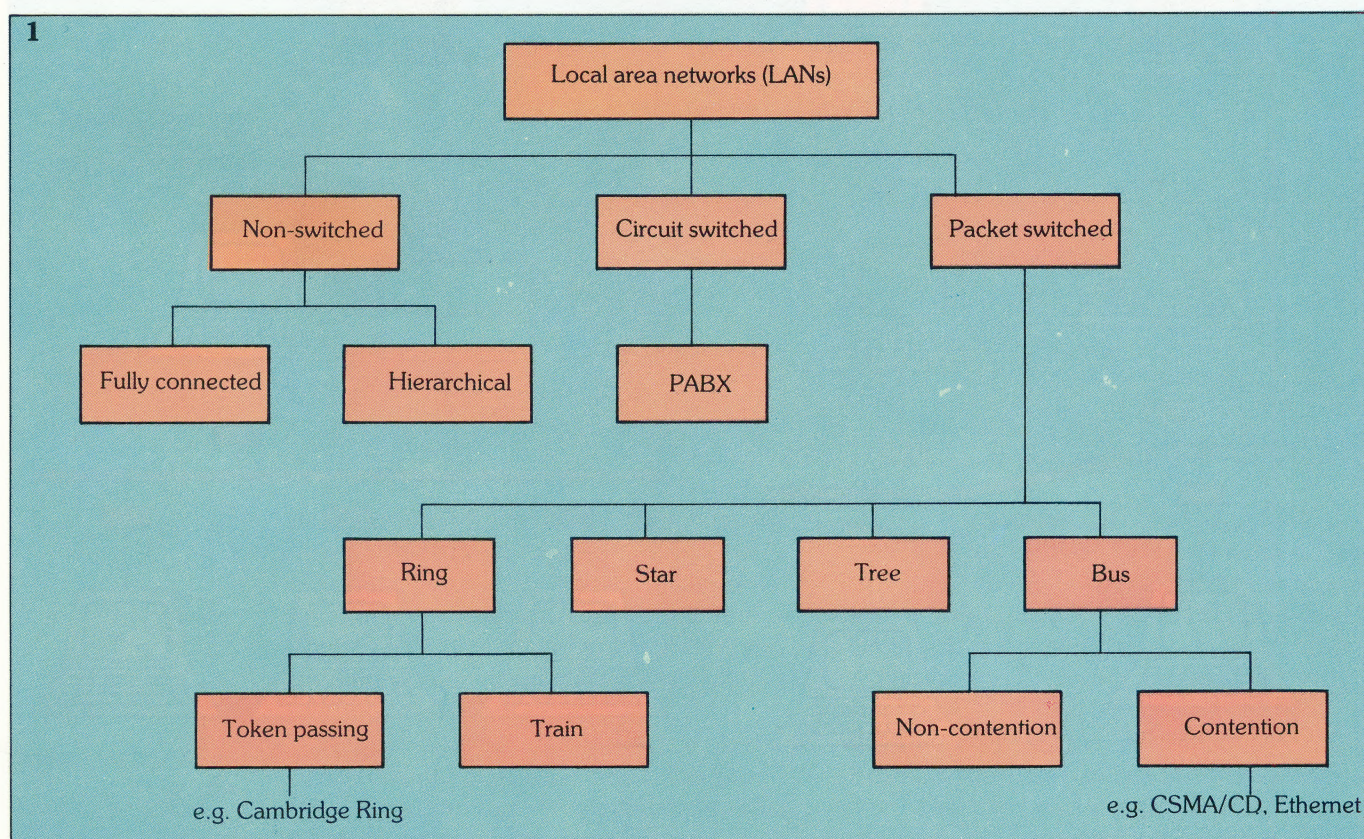 1
Local area networks (LANs)
Non-switched
Circuit switched
Packet switched
Fully connected
Hierarchical
PABX
Ring
Star
Tree
Bus
Token passing
Train
Non-contention
Contention
e.g. Cambridge Ring
e.g. CSMA/CD, Ethernet